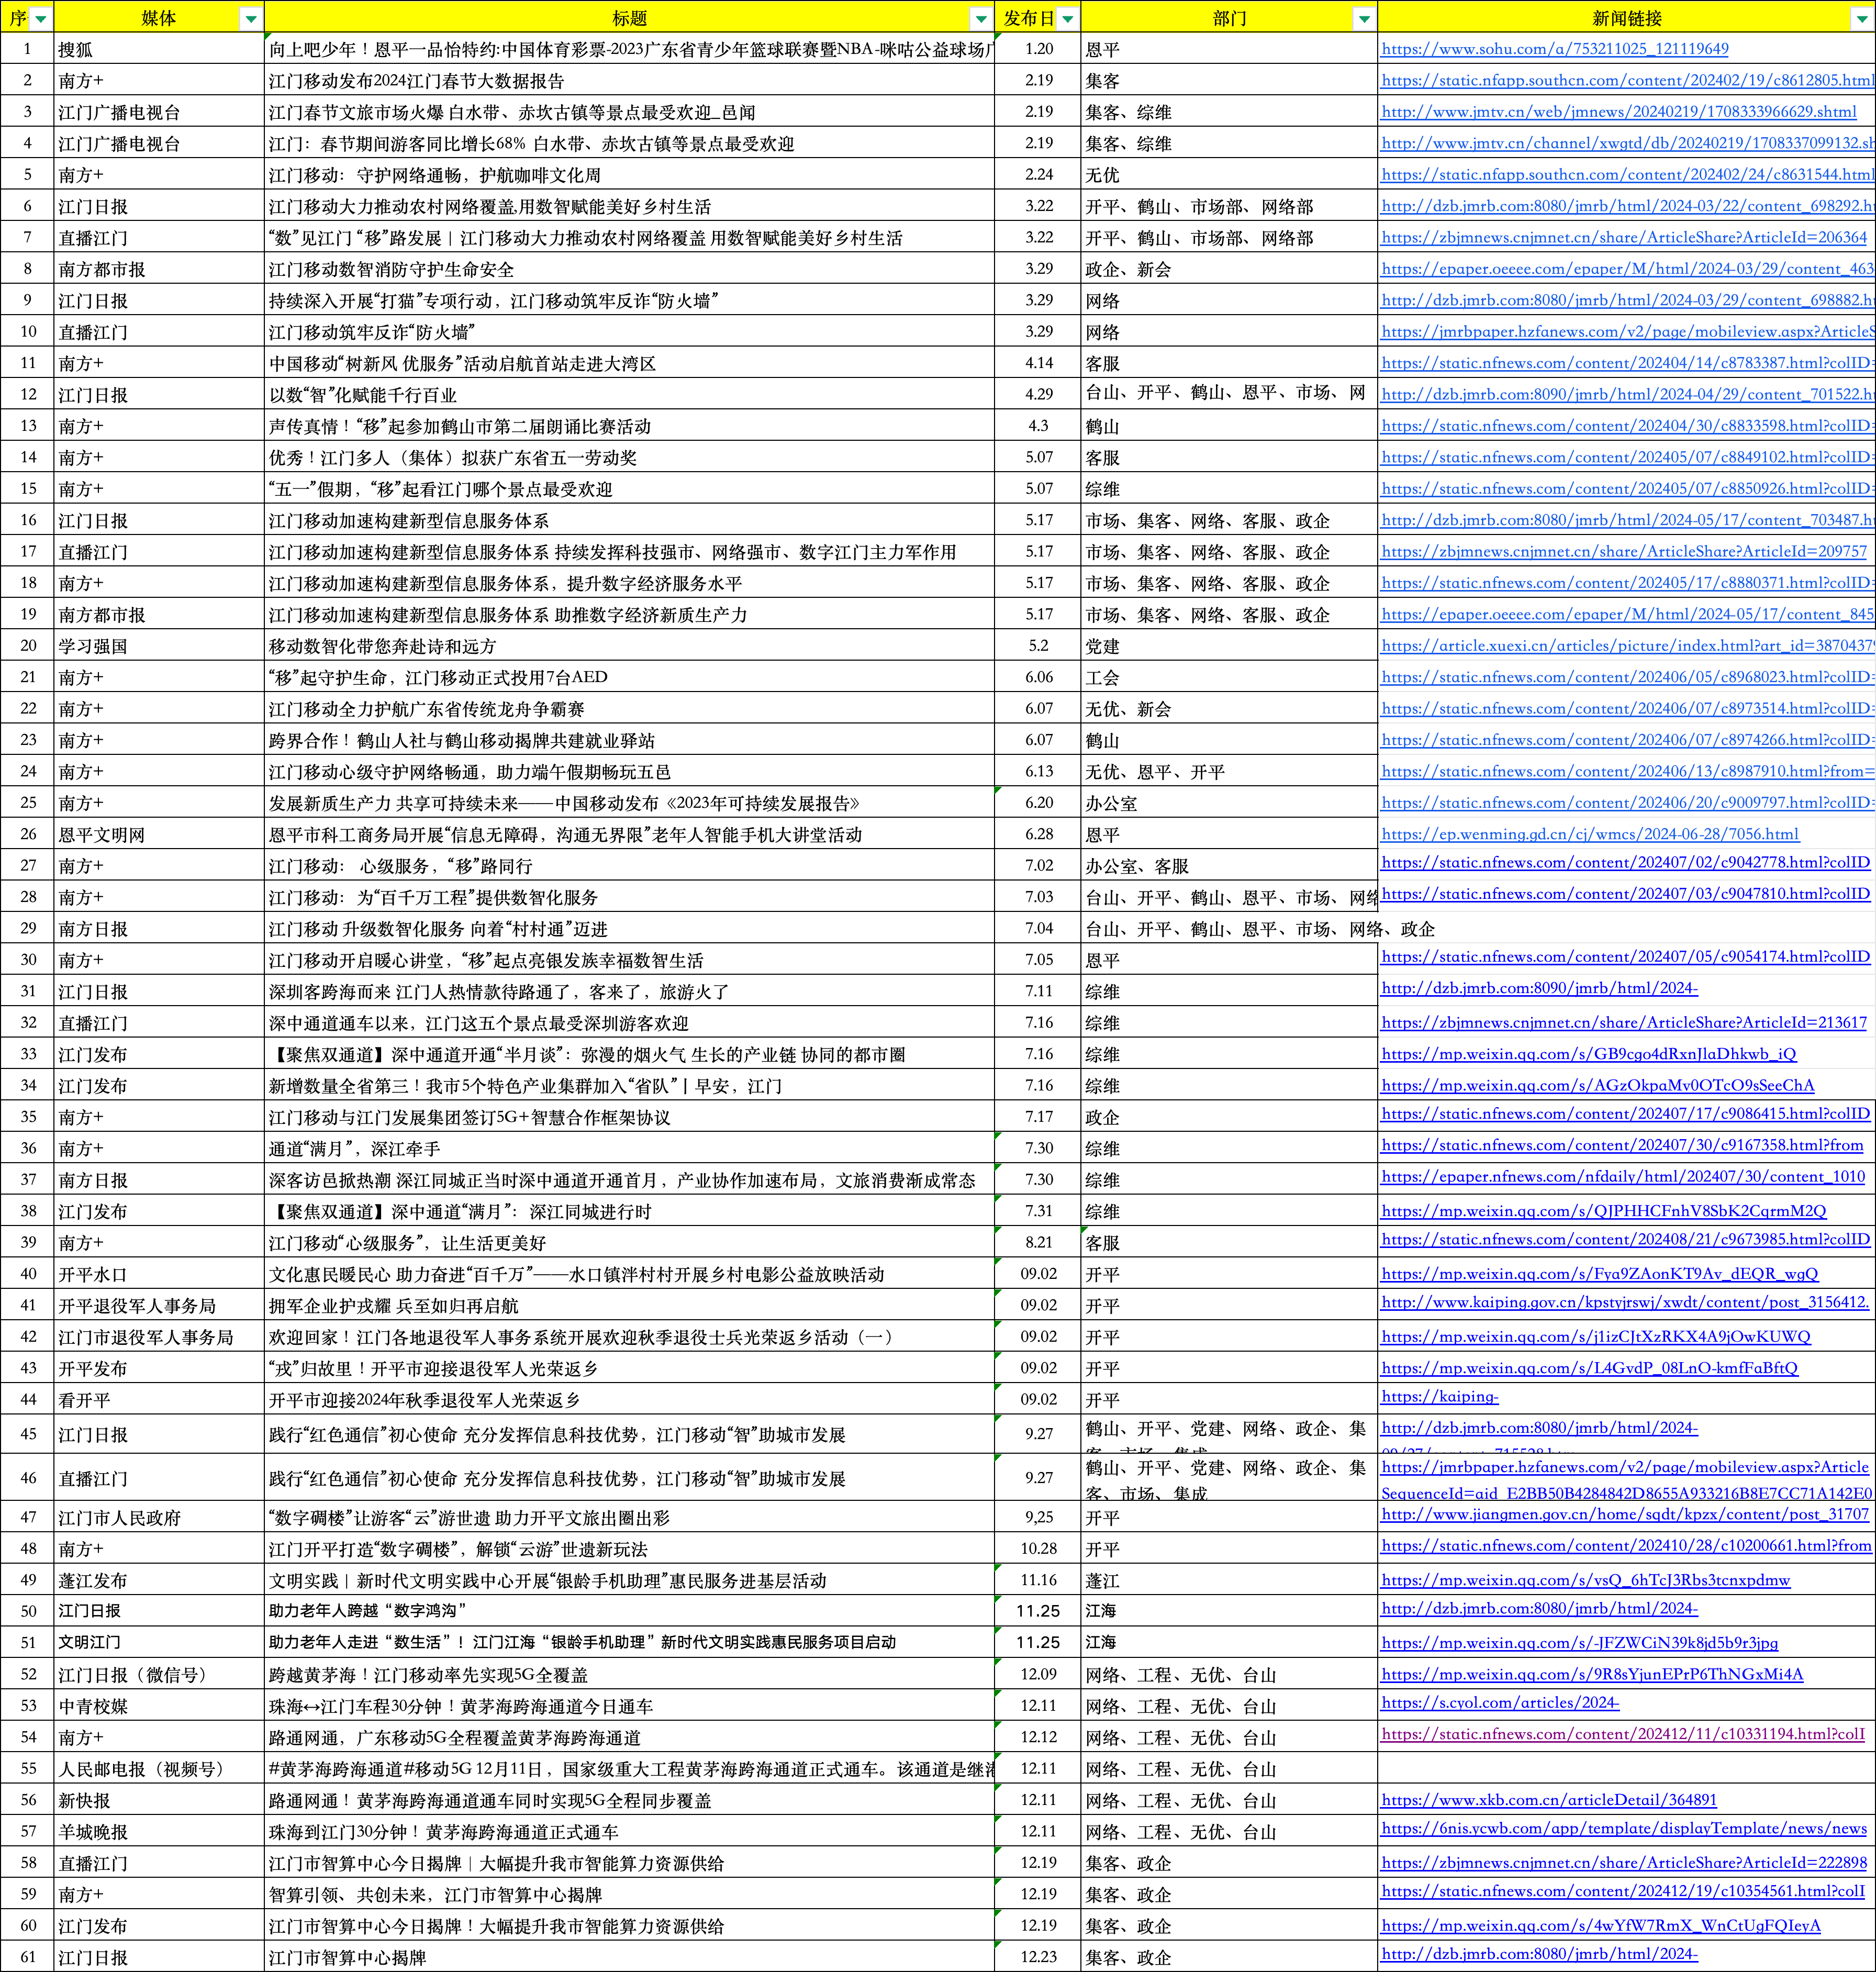 序 媒体 标题 发布日 部门 新闻链接
1 搜狐 向上吧少年！恩平一品怡特约:中国体育彩票-2023广东省青少年篮球联赛暨NBA-咪咕公益球场 1.20 恩平 https://www.sohu.com/a/753211025_121119649
2 南方+ 江门移动发布2024江门春节大数据报告 2.19 集客 https://static.nfapp.southcn.com/content/202402/19/c8612805.html
3 江门广播电视台 江门春节文旅市场火爆 白水带、赤坎古镇等景点最受欢迎_邑闻 2.19 集客、综维 http://www.jmtv.cn/web/jmnews/20240219/1708333966629.shtml
4 江门广播电视台 江门：春节期间游客同比增长68% 白水带、赤坎古镇等景点最受欢迎 2.19 集客、综维 http://www.jmtv.cn/channel/xwgtd/db/20240219/1708337099132.sh
5 南方+ 江门移动：守护网络通畅，护航咖啡文化周 2.24 无优 https://static.nfapp.southcn.com/content/202402/24/c8631544.html
6 江门日报 江门移动大力推动农村网络覆盖,用数智赋能美好乡村生活 3.22 开平、鹤山、市场部、网络部 http://dzb.jmrb.com:8080/jmrb/html/2024-03/22/content_698292.h
7 直播江门 “数”见江门 “移”路发展｜江门移动大力推动农村网络覆盖 用数智赋能美好乡村生活 3.22 开平、鹤山、市场部、网络部 https://zbjmnews.cnjmnet.cn/share/ArticleShare?ArticleId=206364
8 南方都市报 江门移动数智消防守护生命安全 3.29 政企、新会 https://epaper.oeeee.com/epaper/M/html/2024-03/29/content_463
9 江门日报 持续深入开展“打猫”专项行动，江门移动筑牢反诈“防火墙” 3.29 网络 http://dzb.jmrb.com:8080/jmrb/html/2024-03/29/content_698882.h
10 直播江门 江门移动筑牢反诈“防火墙” 3.29 网络 https://jmrbpaper.hzfanews.com/v2/page/mobileview.aspx?ArticleS
11 南方+ 中国移动“树新风 优服务”活动启航首站走进大湾区 4.14 客服 https://static.nfnews.com/content/202404/14/c8783387.html?colID=
12 江门日报 以数“智”化赋能千行百业 4.29 台山、开平、鹤山、恩平、市场、网 http://dzb.jmrb.com:8090/jmrb/html/2024-04/29/content_701522.h
13 南方+ 声传真情！“移”起参加鹤山市第二届朗诵比赛活动 4.3 鹤山 https://static.nfnews.com/content/202404/30/c8833598.html?colID=
14 南方+ 优秀！江门多人（集体）拟获广东省五一劳动奖 5.07 客服 https://static.nfnews.com/content/202405/07/c8849102.html?colID=
15 南方+ “五一”假期，“移”起看江门哪个景点最受欢迎 5.07 综维 https://static.nfnews.com/content/202405/07/c8850926.html?colID=
16 江门日报 江门移动加速构建新型信息服务体系 5.17 市场、集客、网络、客服、政企 http://dzb.jmrb.com:8080/jmrb/html/2024-05/17/content_703487.h
17 直播江门 江门移动加速构建新型信息服务体系 持续发挥科技强市、网络强市、数字江门主力军作用 5.17 市场、集客、网络、客服、政企 https://zbjmnews.cnjmnet.cn/share/ArticleShare?ArticleId=209757
18 南方+ 江门移动加速构建新型信息服务体系，提升数字经济服务水平 5.17 市场、集客、网络、客服、政企 https://static.nfnews.com/content/202405/17/c8880371.html?colID=
19 南方都市报 江门移动加速构建新型信息服务体系 助推数字经济新质生产力 5.17 市场、集客、网络、客服、政企 https://epaper.oeeee.com/epaper/M/html/2024-05/17/content_845
20 学习强国 移动数智化带您奔赴诗和远方 5.2 党建 https://article.xuexi.cn/articles/picture/index.html?art_id=3870437
21 南方+ “移”起守护生命，江门移动正式投用7台AED 6.06 工会 https://static.nfnews.com/content/202406/05/c8968023.html?colID=
22 南方+ 江门移动全力护航广东省传统龙舟争霸赛 6.07 无优、新会 https://static.nfnews.com/content/202406/07/c8973514.html?colID=
23 南方+ 跨界合作！鹤山人社与鹤山移动揭牌共建就业驿站 6.07 鹤山 https://static.nfnews.com/content/202406/07/c8974266.html?colID=
24 南方+ 江门移动心级守护网络畅通，助力端午假期畅玩五邑 6.13 无优、恩平、开平 https://static.nfnews.com/content/202406/13/c8987910.html?from=
25 南方+ 发展新质生产力 共享可持续未来——中国移动发布《2023年可持续发展报告》 6.20 办公室 https://static.nfnews.com/content/202406/20/c9009797.html?colID=
26 恩平文明网 恩平市科工商务局开展“信息无障碍，沟通无界限”老年人智能手机大讲堂活动 6.28 恩平 https://ep.wenming.gd.cn/cj/wmcs/2024-06-28/7056.html
27 南方+ 江门移动： 心级服务，“移”路同行 7.02 办公室、客服 https://static.nfnews.com/content/202407/02/c9042778.html?colID
28 南方+ 江门移动：为“百千万工程”提供数智化服务 7.03 台山、开平、鹤山、恩平、市场、网络 https://static.nfnews.com/content/202407/03/c9047810.html?colID
29 南方日报 江门移动 升级数智化服务 向着“村村通”迈进 7.04 台山、开平、鹤山、恩平、市场、网络、政企
30 南方+ 江门移动开启暖心讲堂，“移”起点亮银发族幸福数智生活 7.05 恩平 https://static.nfnews.com/content/202407/05/c9054174.html?colID
31 江门日报 深圳客跨海而来 江门人热情款待路通了，客来了，旅游火了 7.11 综维 http://dzb.jmrb.com:8090/jmrb/html/2024-
32 直播江门 深中通道通车以来，江门这五个景点最受深圳游客欢迎 7.16 综维 https://zbjmnews.cnjmnet.cn/share/ArticleShare?ArticleId=213617
33 江门发布 【聚焦双通道】深中通道开通“半月谈”：弥漫的烟火气 生长的产业链 协同的都市圈 7.16 综维 https://mp.weixin.qq.com/s/GB9cgo4dRxnJlaDhkwb_iQ
34 江门发布 新增数量全省第三！我市5个特色产业集群加入“省队”丨早安，江门 7.16 综维 https://mp.weixin.qq.com/s/AGzOkpaMv0OTcO9sSeeChA
35 南方+ 江门移动与江门发展集团签订5G+智慧合作框架协议 7.17 政企 https://static.nfnews.com/content/202407/17/c9086415.html?colID
36 南方+ 通道“满月”，深江牵手 7.30 综维 https://static.nfnews.com/content/202407/30/c9167358.html?from
37 南方日报 深客访邑掀热潮 深江同城正当时深中通道开通首月，产业协作加速布局，文旅消费渐成常态 7.30 综维 https://epaper.nfnews.com/nfdaily/html/202407/30/content_1010
38 江门发布 【聚焦双通道】深中通道“满月”：深江同城进行时 7.31 综维 https://mp.weixin.qq.com/s/QJPHHCFnhV8SbK2CqrmM2Q
39 南方+ 江门移动“心级服务”，让生活更美好 8.21 客服 https://static.nfnews.com/content/202408/21/c9673985.html?colID
40 开平水口 文化惠民暖民心 助力奋进“百千万”——水口镇泮村村开展乡村电影公益放映活动 09.02 开平 https://mp.weixin.qq.com/s/Fya9ZAonKT9Av_dEQR_wgQ
41 开平退役军人事务局 拥军企业护戎耀 兵至如归再启航 09.02 开平 http://www.kaiping.gov.cn/kpstyjrswj/xwdt/content/post_3156412.
42 江门市退役军人事务局 欢迎回家！江门各地退役军人事务系统开展欢迎秋季退役士兵光荣返乡活动（一） 09.02 开平 https://mp.weixin.qq.com/s/j1izCJtXzRKX4A9jOwKUWQ
43 开平发布 “戎”归故里！开平市迎接退役军人光荣返乡 09.02 开平 https://mp.weixin.qq.com/s/L4GvdP_08LnO-kmfFaBftQ
44 看开平 开平市迎接2024年秋季退役军人光荣返乡 09.02 开平 https://kaiping-
45 江门日报 践行“红色通信”初心使命 充分发挥信息科技优势，江门移动“智”助城市发展 9.27 鹤山、开平、党建、网络、政企、集 http://dzb.jmrb.com:8080/jmrb/html/2024-
46 直播江门 践行“红色通信”初心使命 充分发挥信息科技优势，江门移动“智”助城市发展 9.27 鹤山、开平、党建、网络、政企、集 https://jmrbpaper.hzfanews.com/v2/page/mobileview.aspx?Article
客、市场、集成 SequenceId=aid_E2BB50B4284842D8655A933216B8E7CC71A142E0
47 江门市人民政府 “数字碉楼”让游客“云”游世遗 助力开平文旅出圈出彩 9,25 开平 http://www.jiangmen.gov.cn/home/sqdt/kpzx/content/post_31707
48 南方+ 江门开平打造“数字碉楼”，解锁“云游”世遗新玩法 10.28 开平 https://static.nfnews.com/content/202410/28/c10200661.html?from
49 蓬江发布 文明实践｜新时代文明实践中心开展“银龄手机助理”惠民服务进基层活动 11.16 蓬江 https://mp.weixin.qq.com/s/vsQ_6hTcJ3Rbs3tcnxpdmw
50 江门日报 助力老年人跨越“数字鸿沟” 11.25 江海 http://dzb.jmrb.com:8080/jmrb/html/2024-
51 文明江门 助力老年人走进“数生活”！江门江海“银龄手机助理”新时代文明实践惠民服务项目启动 11.25 江海 https://mp.weixin.qq.com/s/-JFZWCiN39k8jd5b9r3jpg
52 江门日报（微信号） 跨越黄茅海！江门移动率先实现5G全覆盖 12.09 网络、工程、无优、台山 https://mp.weixin.qq.com/s/9R8sYjunEPrP6ThNGxMi4A
53 中青校媒 珠海↔江门车程30分钟！黄茅海跨海通道今日通车 12.11 网络、工程、无优、台山 https://s.cyol.com/articles/2024-
54 南方+ 路通网通，广东移动5G全程覆盖黄茅海跨海通道 12.12 网络、工程、无优、台山 https://static.nfnews.com/content/202412/11/c10331194.html?colI
55 人民邮电报（视频号） #黄茅海跨海通道#移动5G 12月11日，国家级重大工程黄茅海跨海通道正式通车。该通道是继 12.11 网络、工程、无优、台山
56 新快报 路通网通！黄茅海跨海通道通车同时实现5G全程同步覆盖 12.11 网络、工程、无优、台山 https://www.xkb.com.cn/articleDetail/364891
57 羊城晚报 珠海到江门30分钟！黄茅海跨海通道正式通车 12.11 网络、工程、无优、台山 https://6nis.ycwb.com/app/template/displayTemplate/news/news
58 直播江门 江门市智算中心今日揭牌｜大幅提升我市智能算力资源供给 12.19 集客、政企 https://zbjmnews.cnjmnet.cn/share/ArticleShare?ArticleId=222898
59 南方+ 智算引领、共创未来，江门市智算中心揭牌 12.19 集客、政企 https://static.nfnews.com/content/202412/19/c10354561.html?colI
60 江门发布 江门市智算中心今日揭牌！大幅提升我市智能算力资源供给 12.19 集客、政企 https://mp.weixin.qq.com/s/4wYfW7RmX_WnCtUgFQIeyA
61 江门日报 江门市智算中心揭牌 12.23 集客、政企 http://dzb.jmrb.com:8080/jmrb/html/2024-